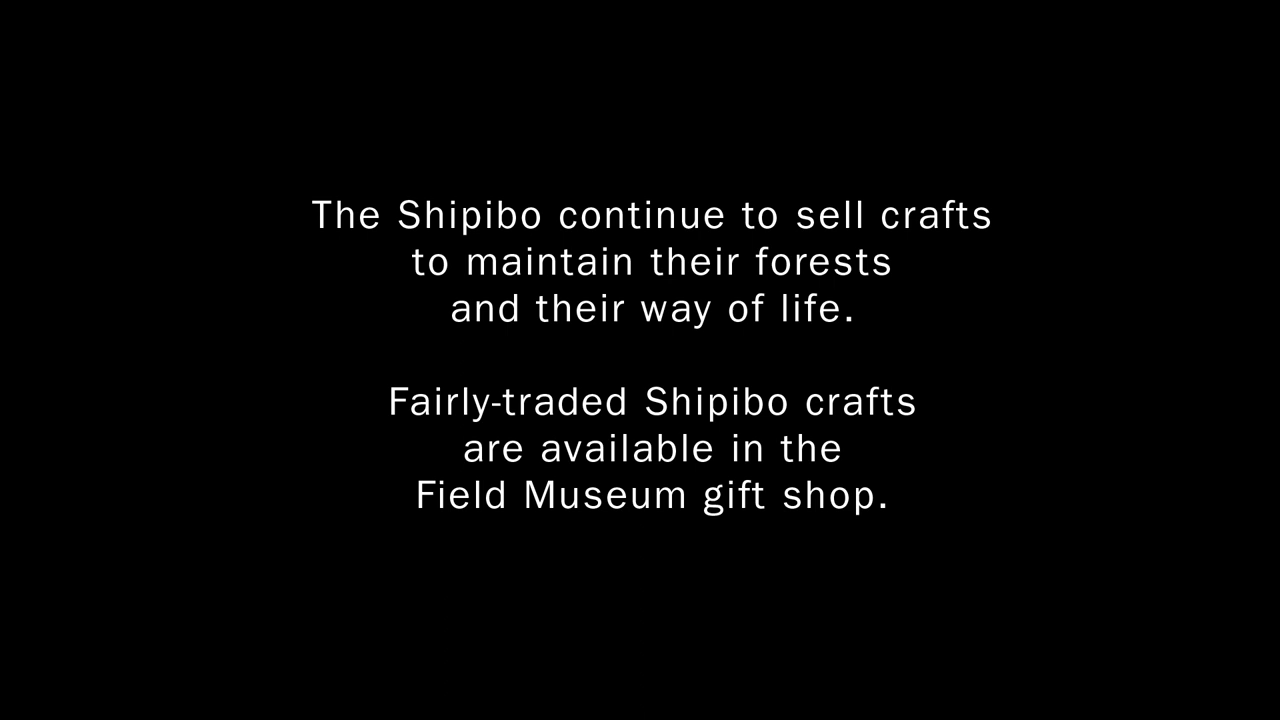 The Shipibo continue to sell crafts
to maintain their forests
and their way of life.
Fairly-traded Shipibo crafts
are available in the
Field Museum gift shop.